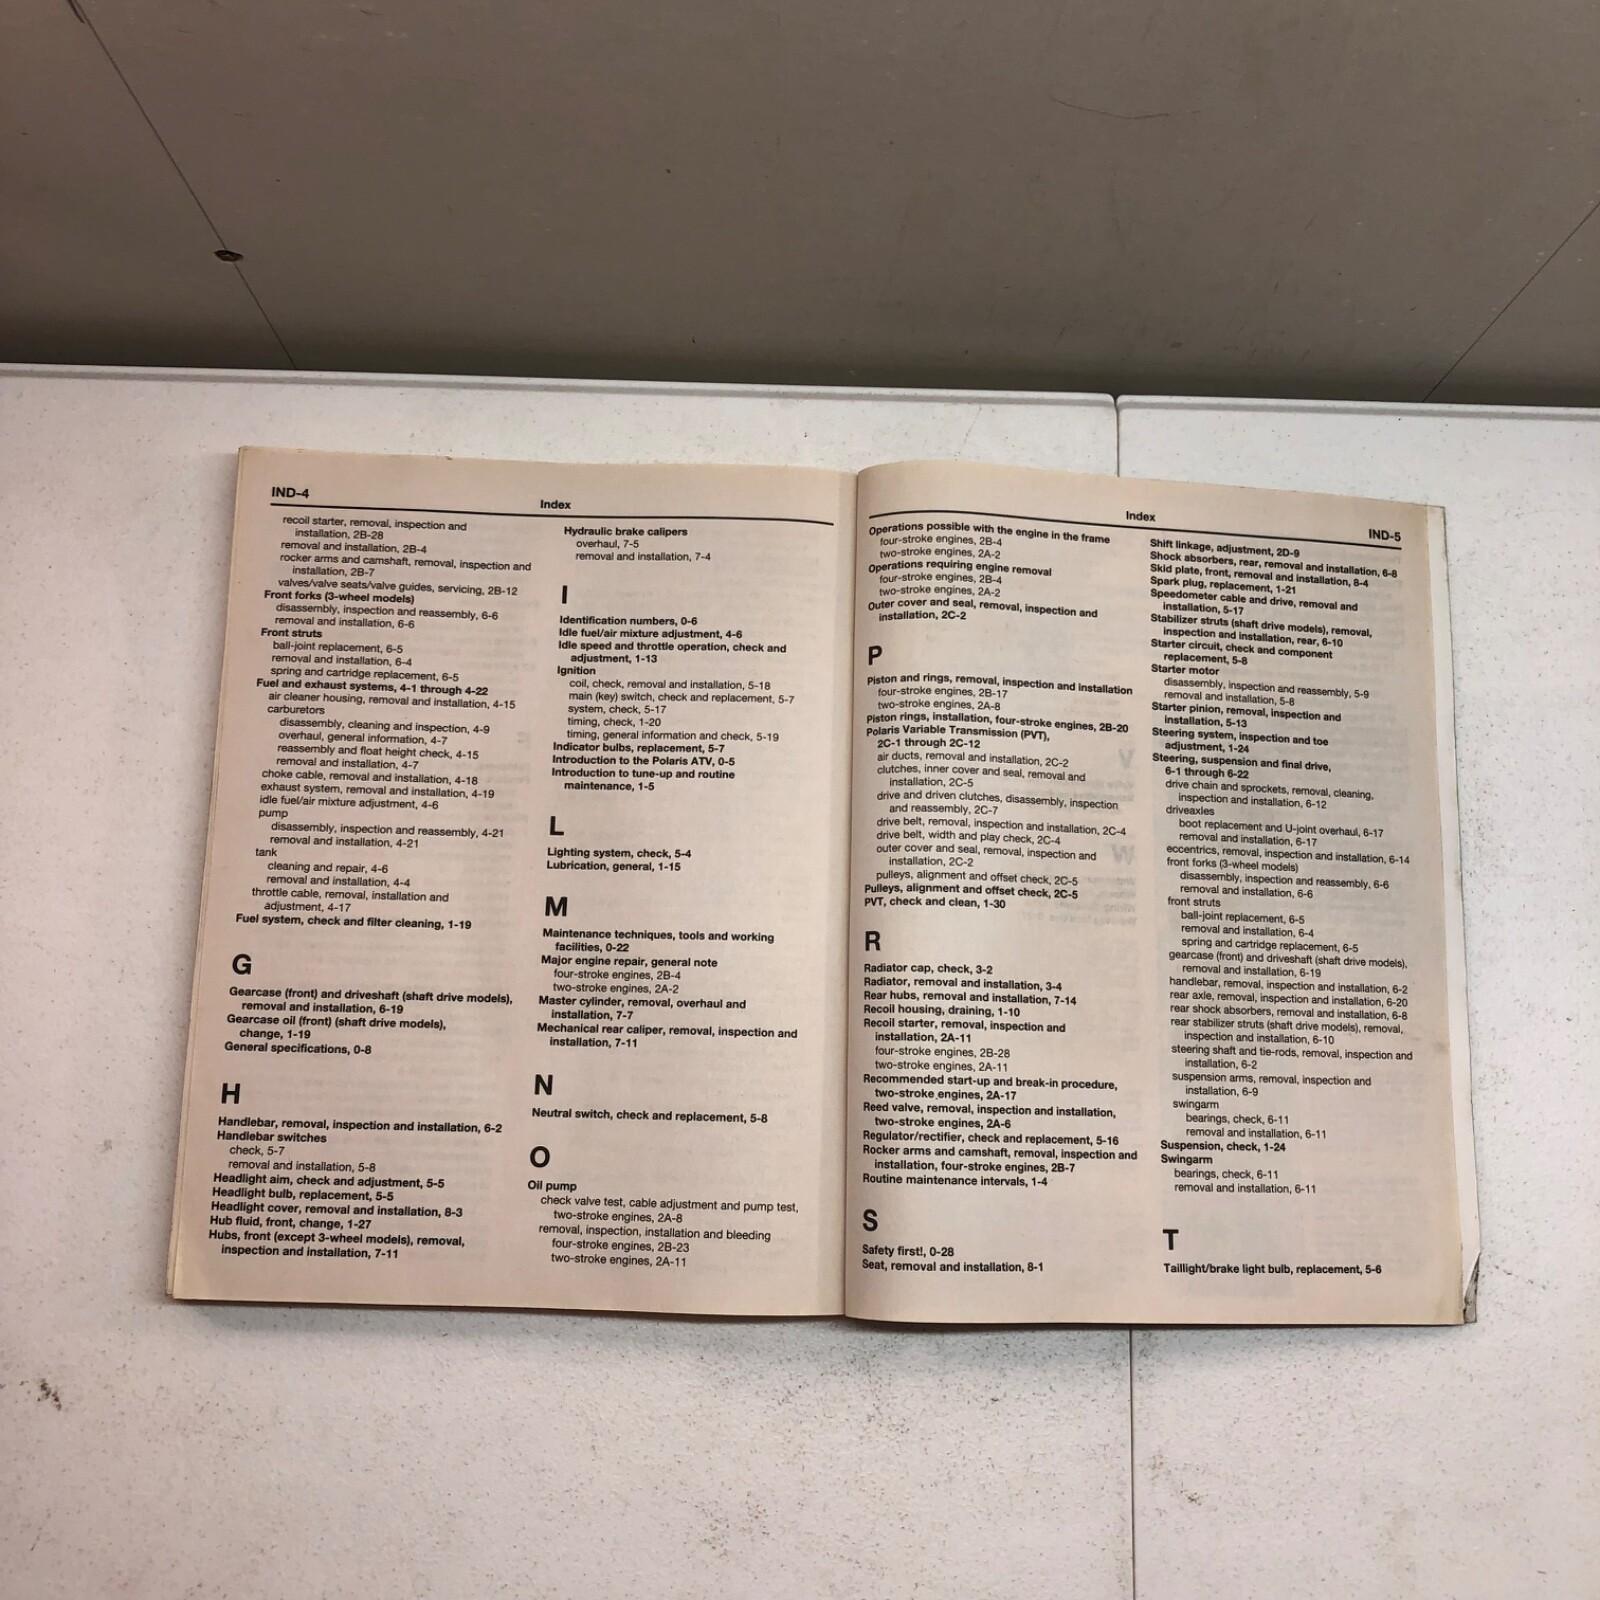 IND-4
Index
recoil starter, removal, inspection and
installation, 2B-28
removal and installation, 2B-4
rocker arms and camshaft, removal, inspection and
installation, 2B-7
valves/valve seats/valve guides, servicing, 2B-12
Front forks (3-wheel models)
disassembly, inspection and reassembly, 6-6
removal and installation, 6-6
Front struts
ball-joint replacement, 6-5
removal and installation, 6-4
spring and cartridge replacement, 6-5
Fuel and exhaust systems, 4-1 through 4-22
air cleaner housing, removal and installation, 4-15
carburetors
disassembly, cleaning and inspection, 4-9
overhaul, general information, 4-7
reassembly and float height check, 4-15
removal and installation, 4-7
choke cable, removal and installation, 4-18
exhaust system, removal and installation, 4-19
idle fuel/air mixture adjustment, 4-6
pump
disassembly, inspection and reassembly, 4-21
removal and installation, 4-21
tank
cleaning and repair, 4-6
removal and installation, 4-4
throttle cable, removal, installation and
adjustment, 4-17
Fuel system, check and filter cleaning, 1-19
G
Gearcase (front) and driveshaft (shaft drive models),
removal and installation, 6-19
Gearcase oil (front) (shaft drive models),
change, 1-19
General specifications, 0-8
H
Handlebar, removal, inspection and installation, 6-2
Handlebar switches
check, 5-7
removal and installation, 5-8
Headlight aim, check and adjustment, 5-5
Headlight bulb, replacement, 5-5
Headlight cover, removal and installation, 8-3
Hub fluid, front, change, 1-27
Hubs, front (except 3-wheel models), removal,
inspection and installation, 7-11
Hydraulic brake calipers
overhaul, 7-5
removal and installation, 7-4
I
Identification numbers, 0-6
Idle fuel/air mixture adjustment, 4-6
Idle speed and throttle operation, check and
adjustment, 1-13
Ignition
coil, check, removal and installation, 5-18
main (key) switch, check and replacement, 5-7
system, check, 5-17
timing, check, 1-20
timing, general information and check, 5-19
Indicator bulbs, replacement, 5-7
Introduction to the Polaris ATV, 0-5
Introduction to tune-up and routine
maintenance, 1-5
L
Lighting system, check, 5-4
Lubrication, general, 1-15
M
Maintenance techniques, tools and working
facilities, 0-22
Major engine repair, general note
four-stroke engines, 2B-4
two-stroke engines, 2A-2
Master cylinder, removal, overhaul and
installation, 7-7
Mechanical rear caliper, removal, inspection and
installation, 7-11
N
Neutral switch, check and replacement, 5-8
O
Oil pump
check valve test, cable adjustment and pump test,
two-stroke engines, 2A-8
removal, inspection, installation and bleeding
four-stroke engines, 2B-23
two-stroke engines, 2A-11
Index
IND-5
Operations possible with the engine in the frame
four-stroke engines, 2B-4
two-stroke engines, 2A-2
Operations requiring engine removal
four-stroke engines, 2B-4
two-stroke engines, 2A-2
Outer cover and seal, removal, inspection and
installation, 2C-2
P
Piston and rings, removal, inspection and installation
four-stroke engines, 2B-17
two-stroke engines, 2A-8
Piston rings, installation, four-stroke engines, 2B-20
Polaris Variable Transmission (PVT),
2C-1 through 2C-12
air ducts, removal and installation, 2C-2
clutches, inner cover and seal, removal and
installation, 2C-5
drive and driven clutches, disassembly, inspection
and reassembly, 2C-7
drive belt, removal, inspection and installation, 2C-4
drive belt, width and play check, 2C-4
outer cover and seal, removal, inspection and
installation, 2C-2
pulleys, alignment and offset check, 2C-5
Pulleys, alignment and offset check, 2C-5
PVT, check and clean, 1-30
R
Radiator cap, check, 3-2
Radiator, removal and installation, 3-4
Rear hubs, removal and installation, 7-14
Recoil housing, draining, 1-10
Recoil starter, removal, inspection and
installation, 2A-11
four-stroke engines, 2B-28
two-stroke engines, 2A-11
Recommended start-up and break-in procedure,
two-stroke engines, 2A-17
Reed valve, removal, inspection and installation,
two-stroke engines, 2A-6
Regulator/rectifier, check and replacement, 5-16
Rocker arms and camshaft, removal, inspection and
installation, four-stroke engines, 2B-7
Routine maintenance intervals, 1-4
S
Safety first!, 0-28
Seat, removal and installation, 8-1
Shift linkage, adjustment, 2D-9
Shock absorbers, rear, removal and installation, 6-8
Skid plate, front, removal and installation, 8-4
Spark plug, replacement, 1-21
Speedometer cable and drive, removal and
installation, 5-17
Stabilizer struts (shaft drive models), removal,
inspection and installation, rear, 6-10
Starter circuit, check and component
replacement, 5-8
Starter motor
disassembly, inspection and reassembly, 5-9
removal and installation, 5-8
Starter pinion, removal, inspection and
installation, 5-13
Steering system, inspection and toe
adjustment, 1-24
Steering, suspension and final drive,
6-1 through 6-22
drive chain and sprockets, removal, cleaning,
inspection and installation, 6-12
driveaxles
boot replacement and U-joint overhaul, 6-17
removal and installation, 6-17
eccentrics, removal, inspection and installation, 6-14
front forks (3-wheel models)
disassembly, inspection and reassembly, 6-6
removal and installation, 6-6
front struts
ball-joint replacement, 6-5
removal and installation, 6-4
spring and cartridge replacement, 6-5
gearcase (front) and driveshaft (shaft drive models),
removal and installation, 6-19
handlebar, removal, inspection and installation, 6-2
rear axle, removal, inspection and installation, 6-20
rear shock absorbers, removal and installation, 6-8
rear stabilizer struts (shaft drive models), removal,
inspection and installation, 6-10
steering shaft and tie-rods, removal, inspection and
installation, 6-2
suspension arms, removal, inspection and
installation, 6-9
swingarm
bearings, check, 6-11
removal and installation, 6-11
Suspension, check, 1-24
Swingarm
bearings, check, 6-11
removal and installation, 6-11
T
Taillight/brake light bulb, replacement, 5-6